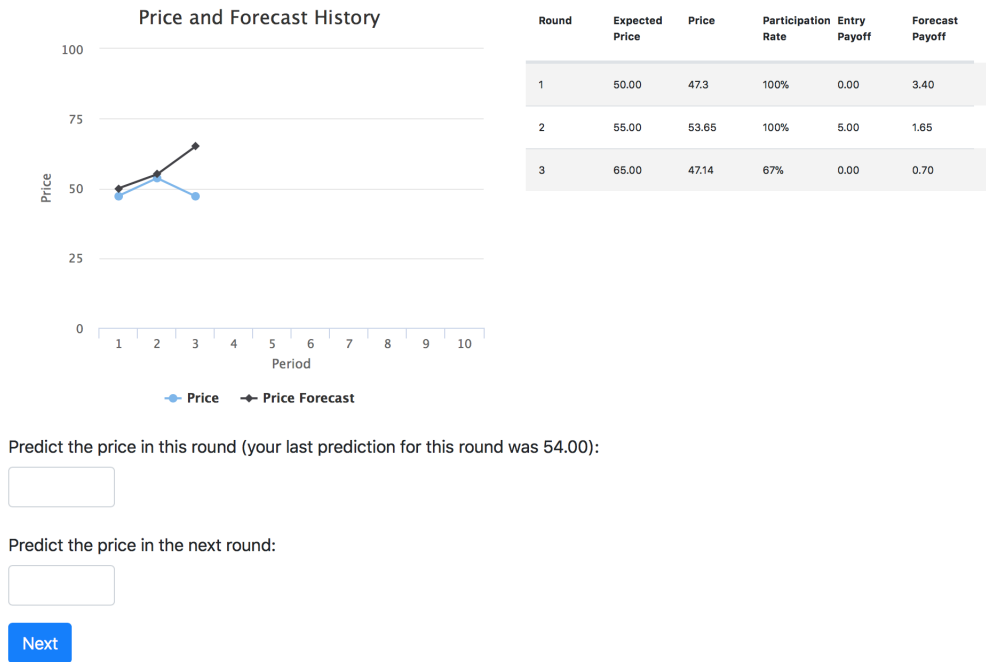 Price and Forecast History
100
75
50
25
0
Price
1 2 3 4 5 6 7 8 9 10
Period
Price Price Forecast
Round Expected Price Price Participation Rate Entry Payoff Forecast Payoff
1 50.00 47.3 100% 0.00 3.40
2 55.00 53.65 100% 5.00 1.65
3 65.00 47.14 67% 0.00 0.70
Predict the price in this round (your last prediction for this round was 54.00):
Predict the price in the next round:
Next